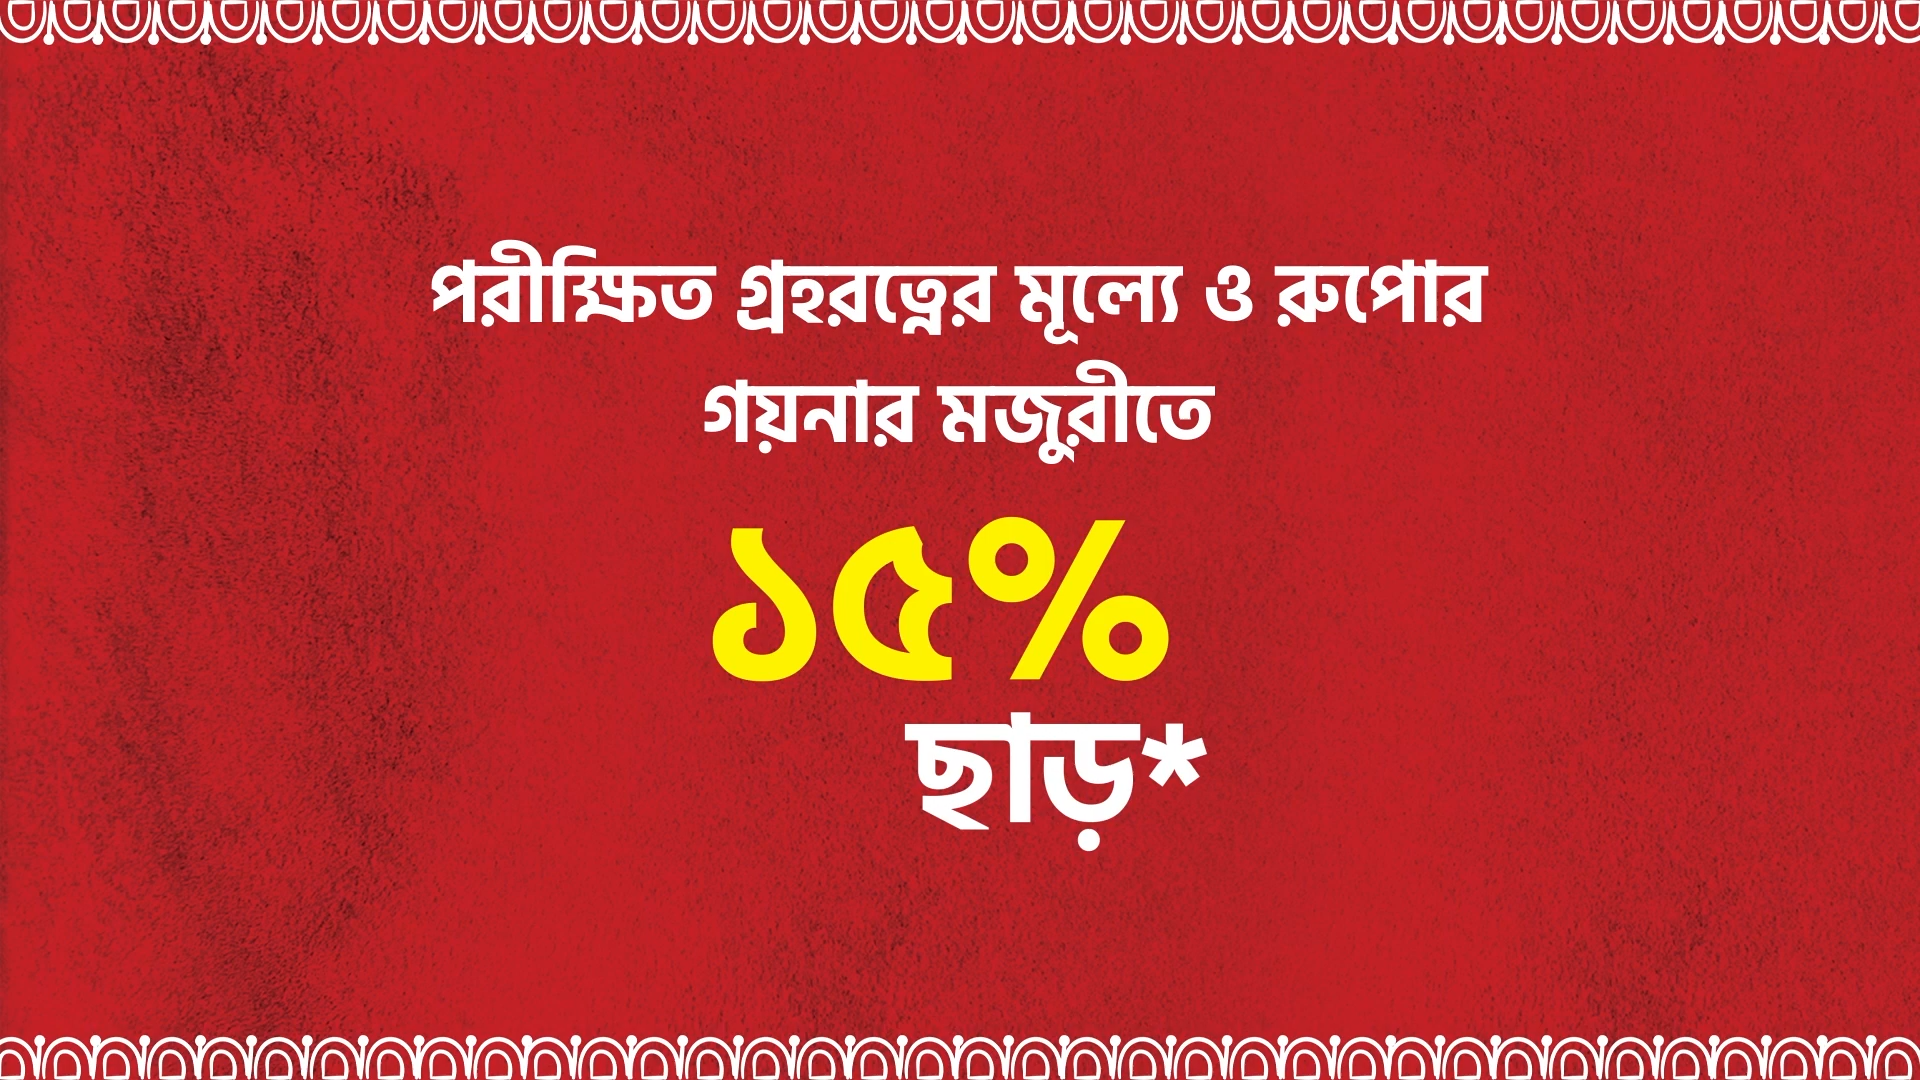 পরীক্ষিত গ্রহরত্নের মূল্যে ও রুপোর
গয়নার মজুরীতে
১৫%
ছাড়*